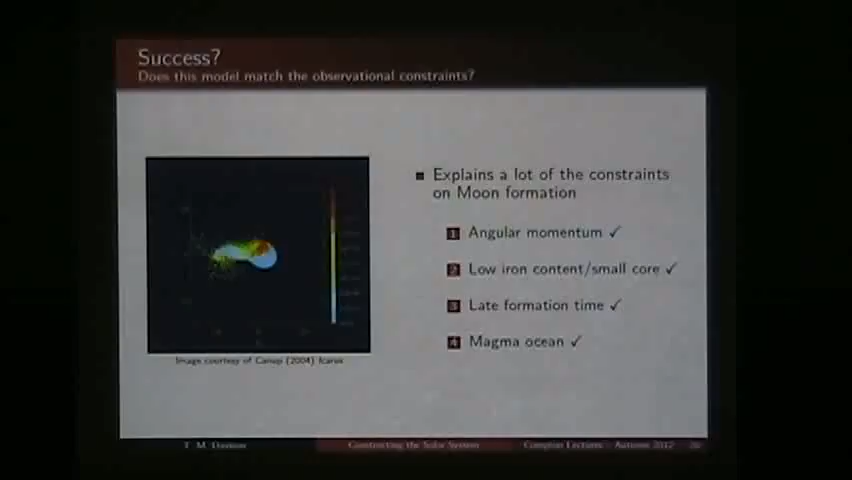 Success?
Does this model match the observational constraints?
Explains a lot of the constraints
on Moon formation
1 Angular momentum ✓
2 Low iron content/small core ✓
3 Late formation time ✓
4 Magma ocean ✓
Image courtesy of Canup (2004) Icarus
T. M. Davison
Constructing the Solar System
Compton Lectures - Autumn 2012